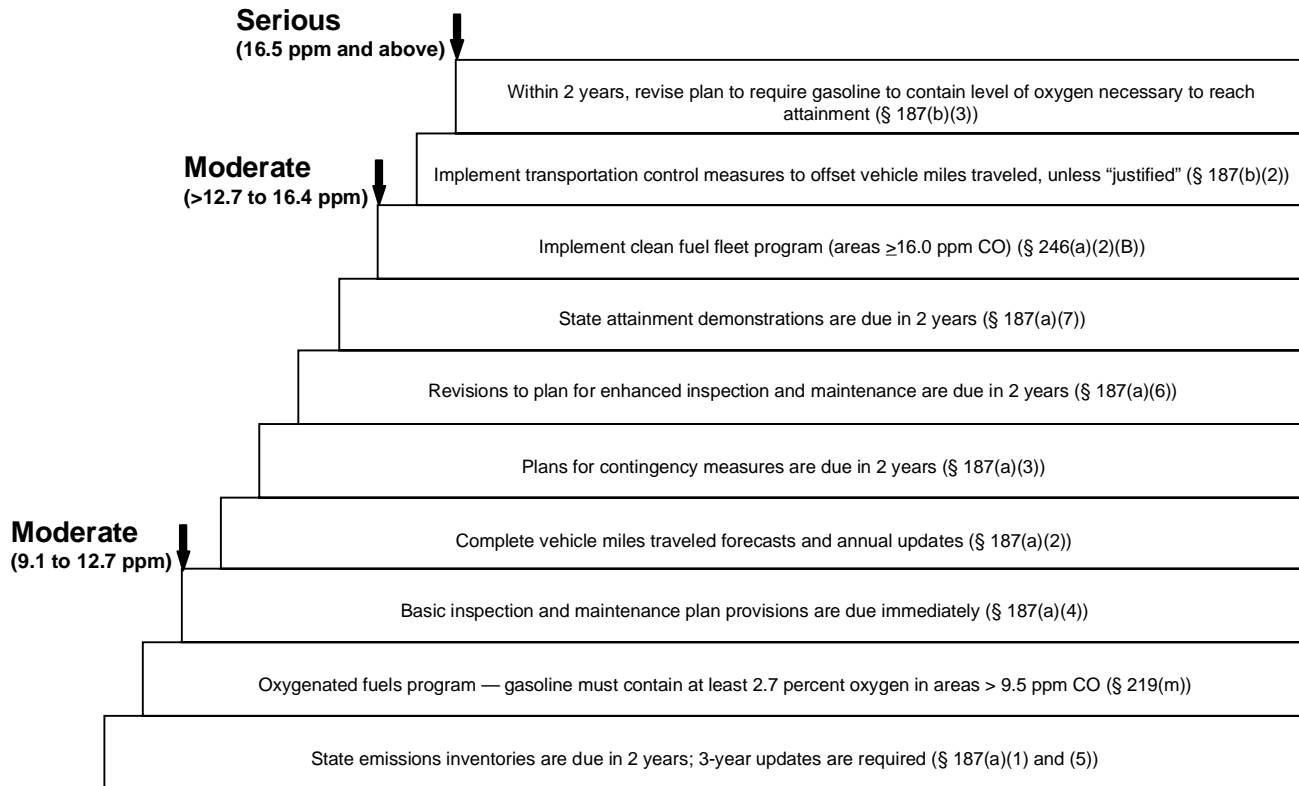 Serious
(16.5 ppm and above)
Within 2 years, revise plan to require gasoline to contain level of oxygen necessary to reach
attainment (§ 187(b)(3))
Moderate
(>12.7 to 16.4 ppm)
Implement transportation control measures to offset vehicle miles traveled, unless “justified” (§ 187(b)(2))
Implement clean fuel fleet program (areas ≥16.0 ppm CO) (§ 246(a)(2)(B))
State attainment demonstrations are due in 2 years (§ 187(a)(7))
Revisions to plan for enhanced inspection and maintenance are due in 2 years (§ 187(a)(6))
Plans for contingency measures are due in 2 years (§ 187(a)(3))
Moderate
(9.1 to 12.7 ppm)
Complete vehicle miles traveled forecasts and annual updates (§ 187(a)(2))
Basic inspection and maintenance plan provisions are due immediately (§ 187(a)(4))
Oxygenated fuels program — gasoline must contain at least 2.7 percent oxygen in areas > 9.5 ppm CO (§ 219(m))
State emissions inventories are due in 2 years; 3-year updates are required (§ 187(a)(1) and (5))